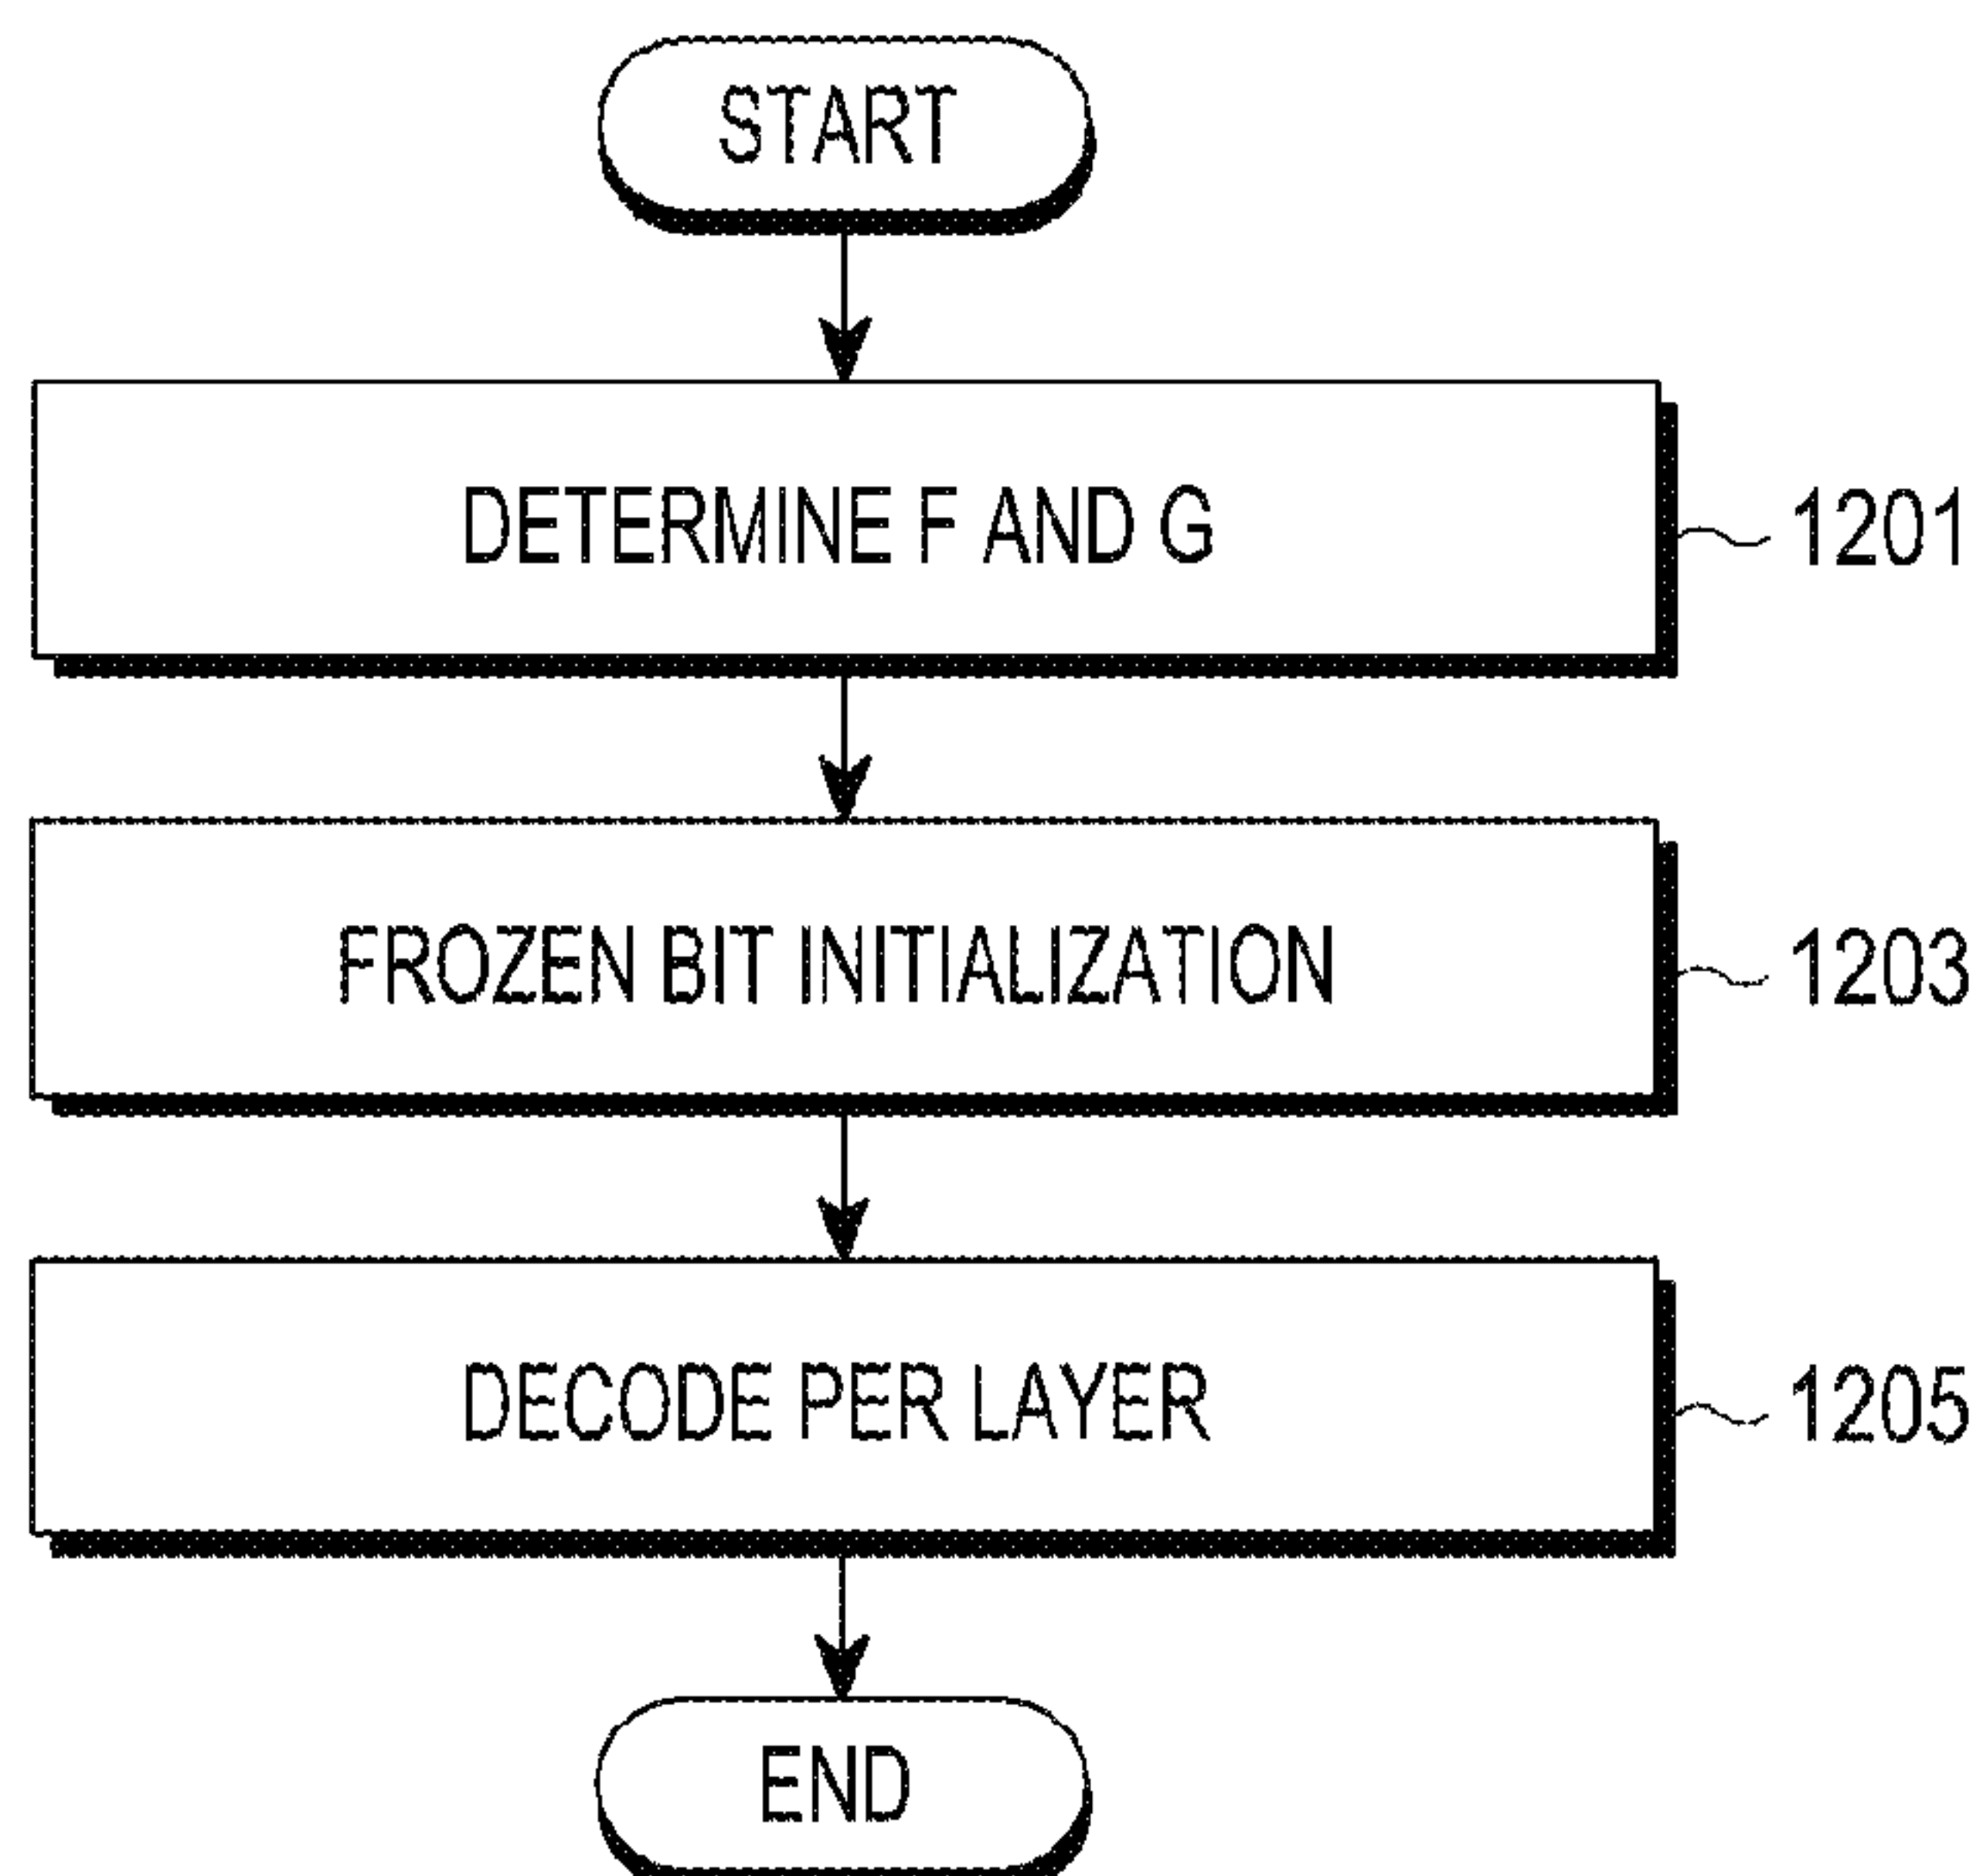 START
DETERMINE F AND G
1201
FROZEN BIT INITIALIZATION
1203
DECODE PER LAYER
1205
END